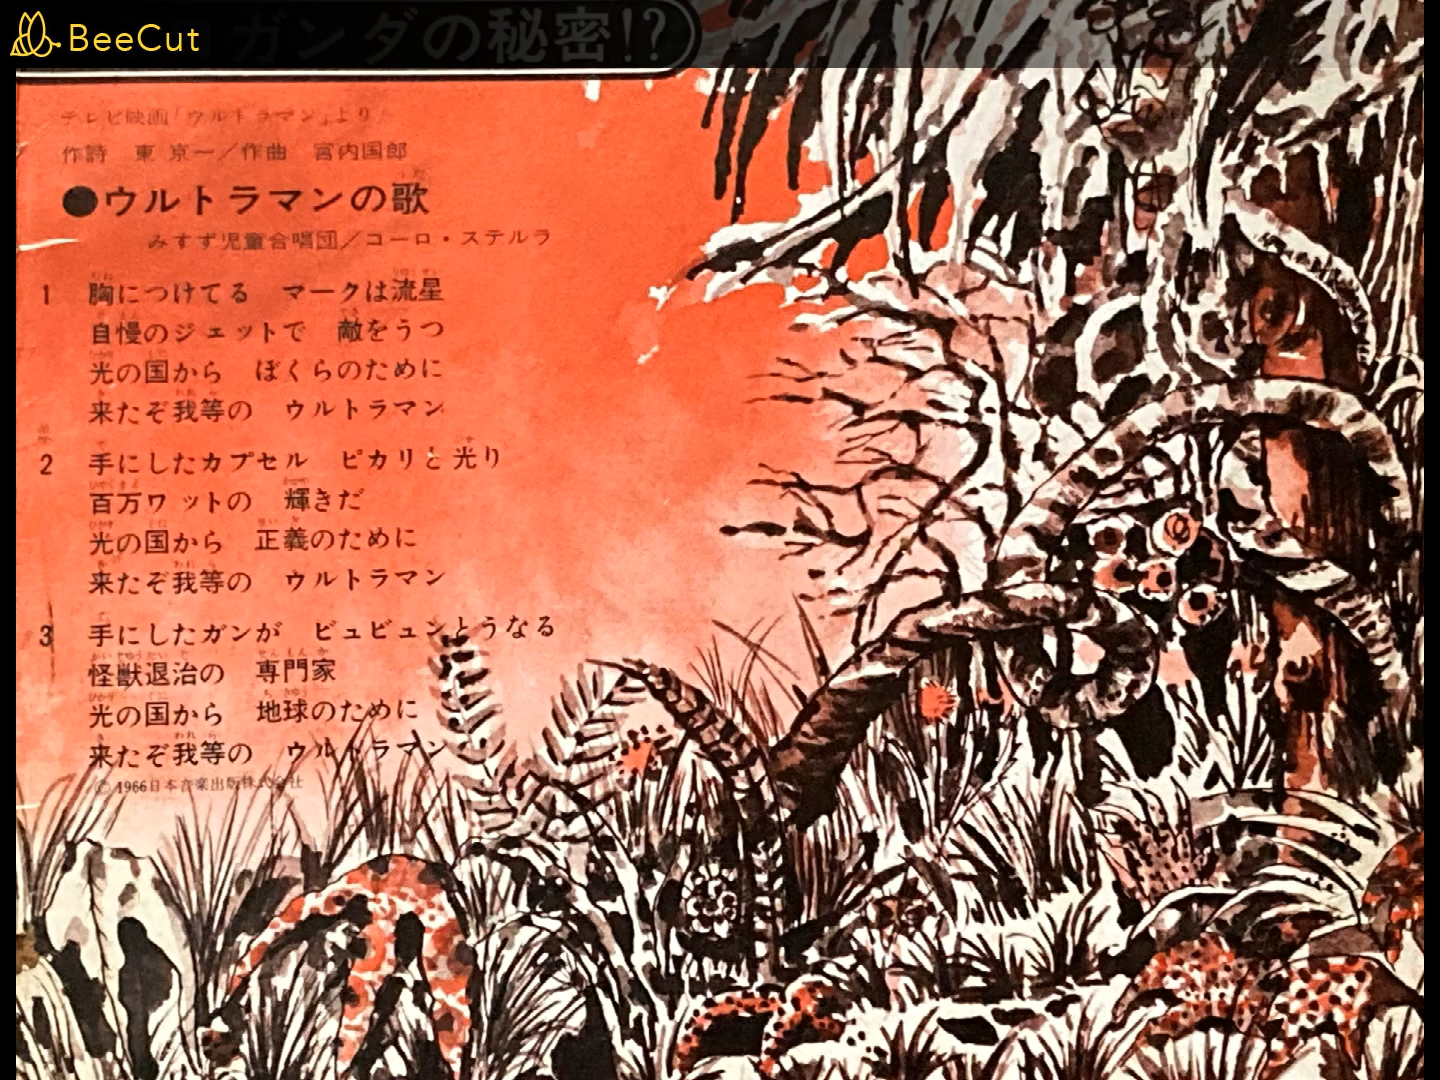 BeeCut
ガンダの秘密!?
テレビ映画「ウルトラマン」より
作詩 東 京一/作曲 宮内国郎
●ウルトラマンの歌
みすず児童合唱団/コーロ・ステルラ
1 胸につけてる マークは流星
自慢のジェットで 敵をうつ
光の国から ぼくらのために
来たぞ我等の ウルトラマン
2 手にしたカプセル ピカリと光り
百万ワットの 輝きだ
光の国から 正義のために
来たぞ我等の ウルトラマン
3 手にしたガンが ビュビュンとうなる
怪獣退治の 専門家
光の国から 地球のために
来たぞ我等の ウルトラマン
© 1966日本音楽出版株式会社